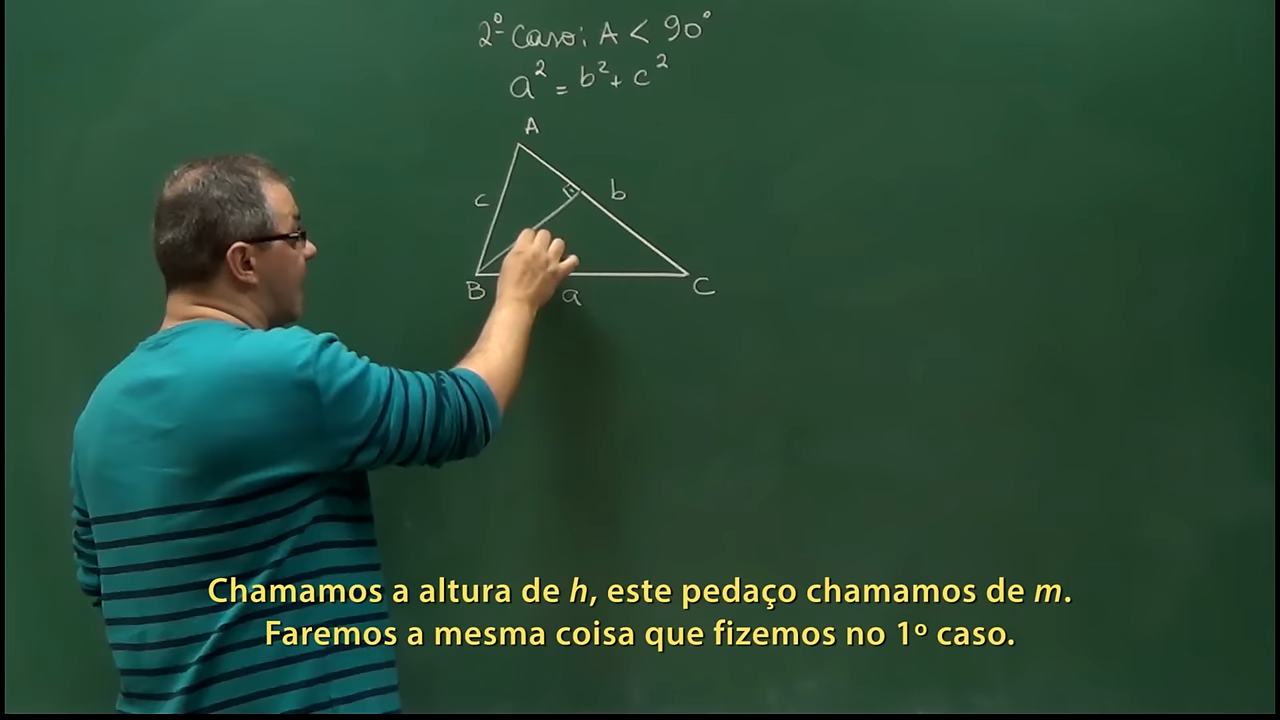 2º Caso: A < 90°
a² = b² + c²
A
c
b
B
a
C
Chamamos a altura de h, este pedaço chamamos de m.
Faremos a mesma coisa que fizemos no 1º caso.